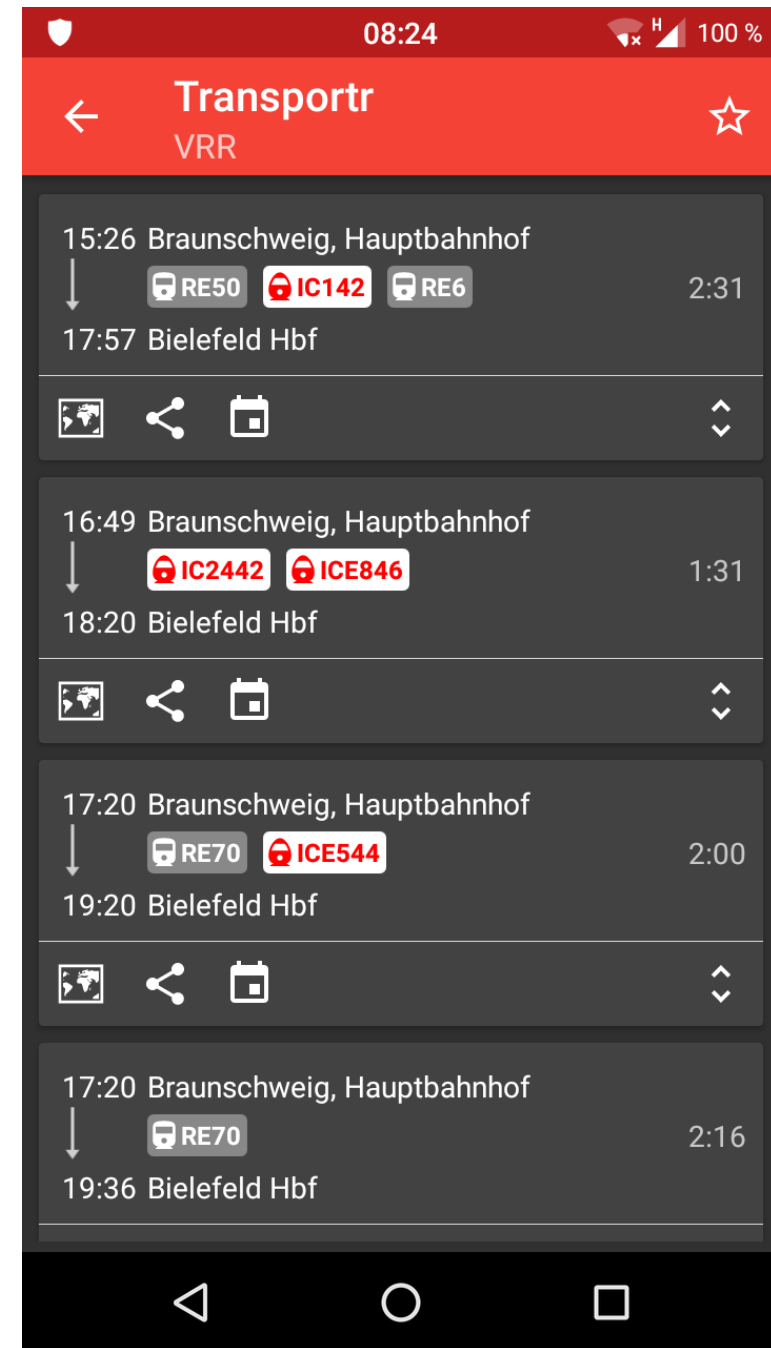 08:24 H 100 %
Transportr
VRR
15:26 Braunschweig, Hauptbahnhof
RE50 IC142 RE6 2:31
17:57 Bielefeld Hbf
16:49 Braunschweig, Hauptbahnhof
IC2442 ICE846 1:31
18:20 Bielefeld Hbf
17:20 Braunschweig, Hauptbahnhof
RE70 ICE544 2:00
19:20 Bielefeld Hbf
17:20 Braunschweig, Hauptbahnhof
RE70 2:16
19:36 Bielefeld Hbf